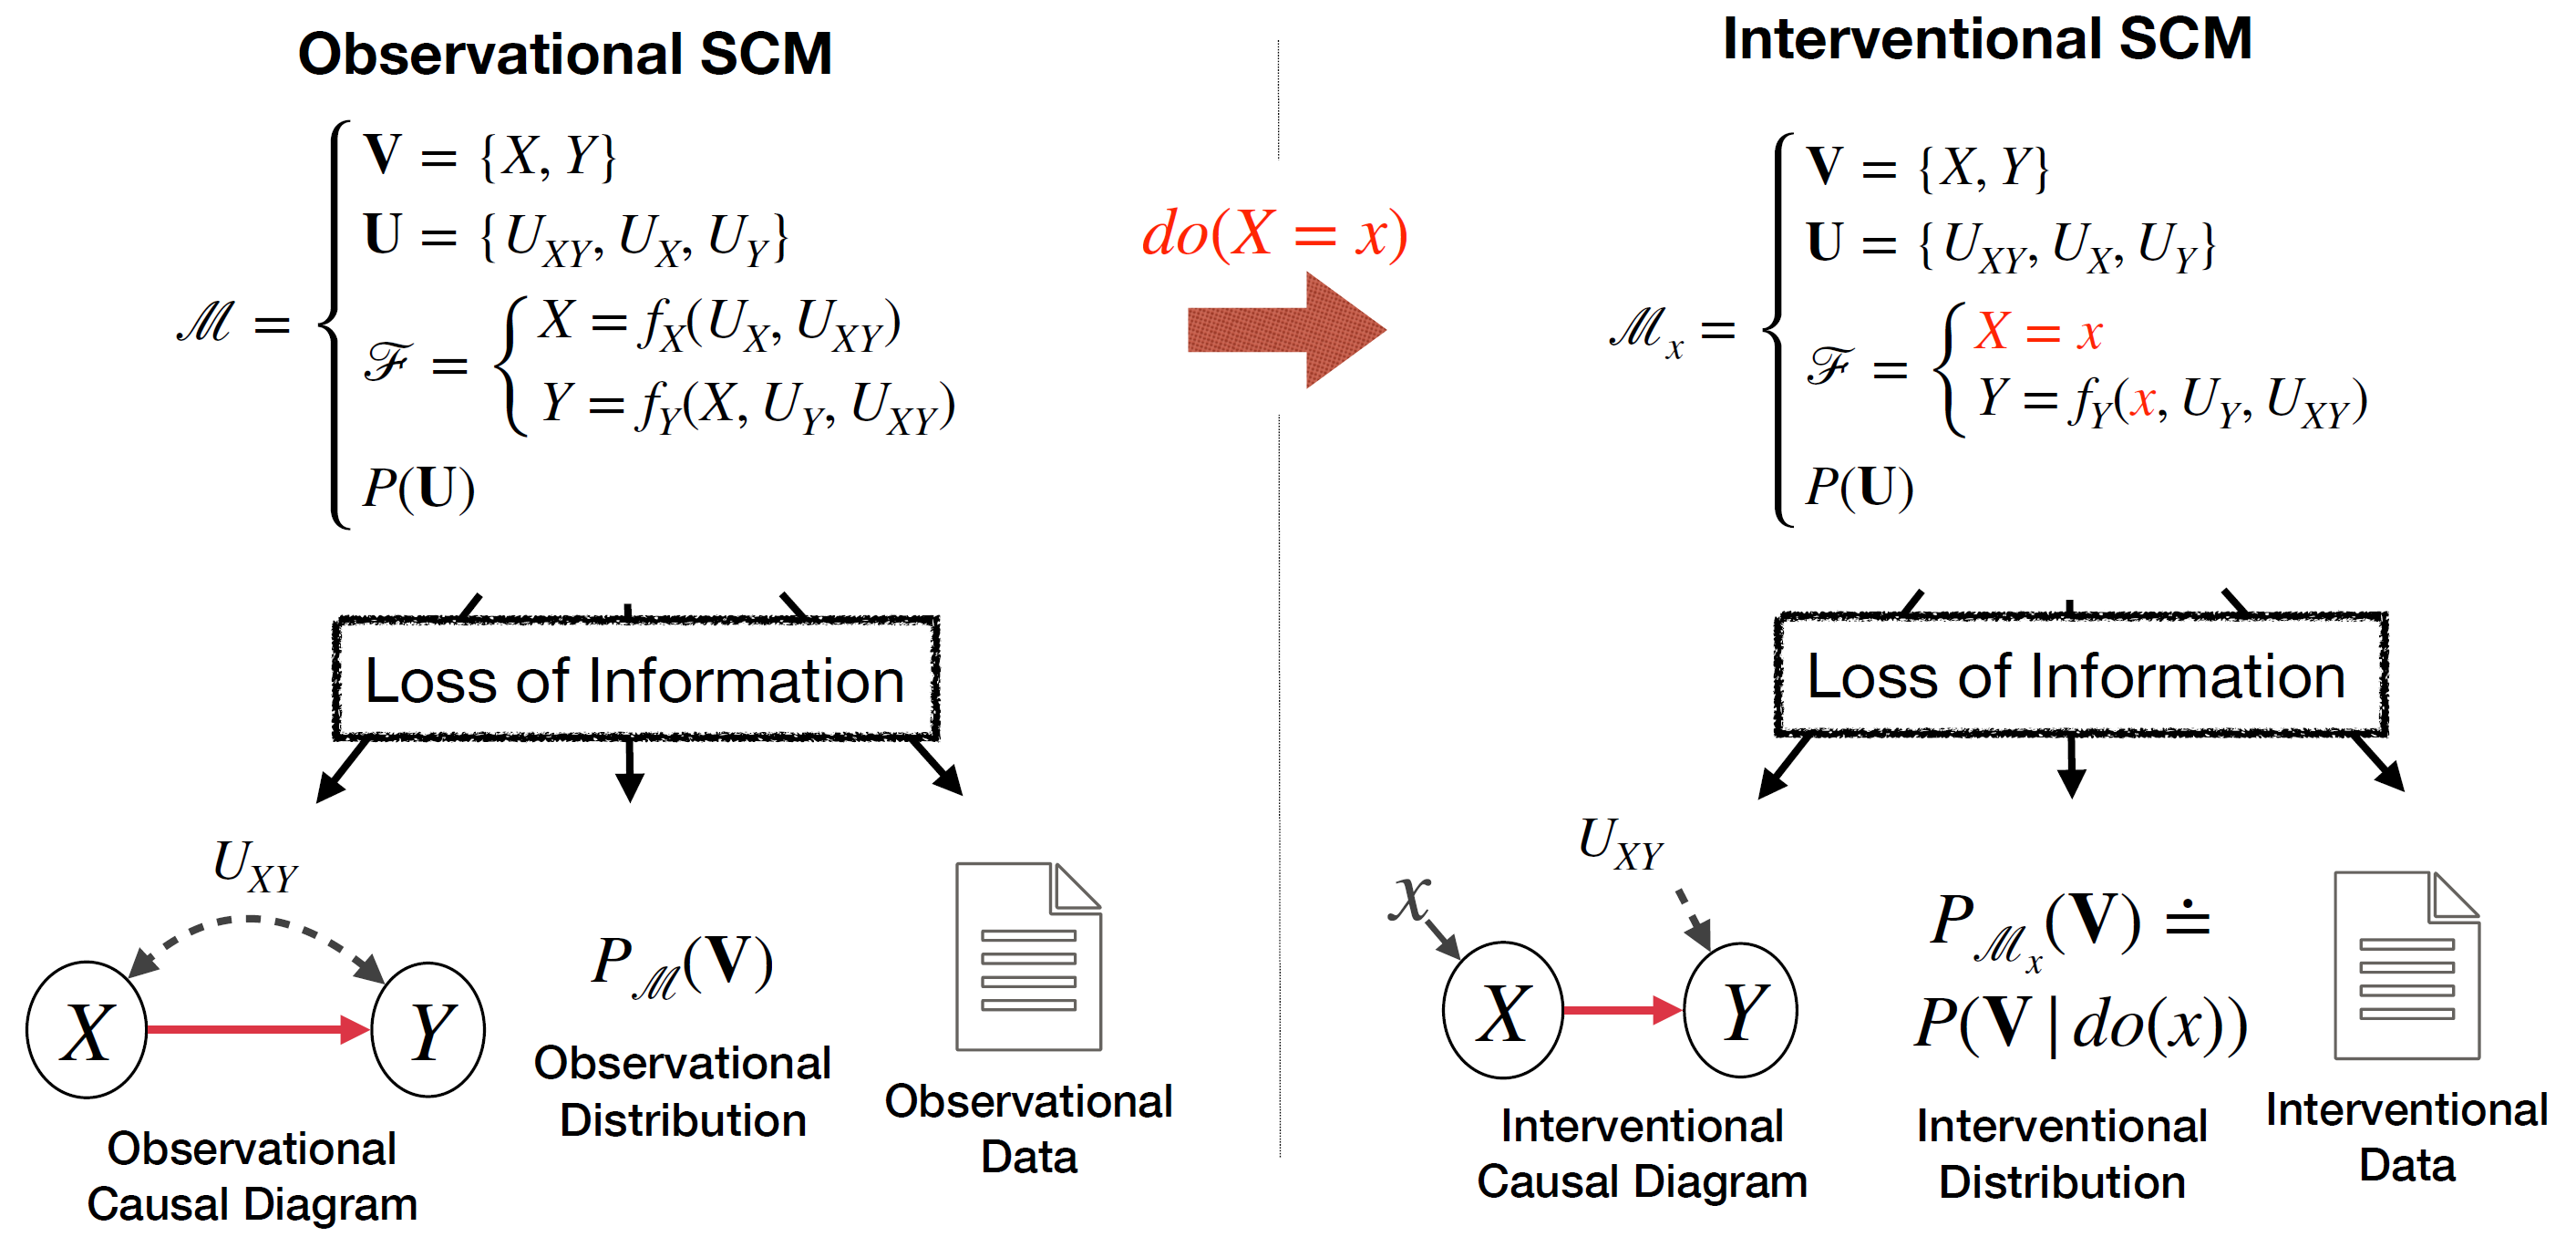 Observational SCM
ℳ =
V = {X, Y}
U = {U_XY, U_X, U_Y}
ℱ =
X = f_X(U_X, U_XY)
Y = f_Y(X, U_Y, U_XY)
P(U)
Loss of Information
U_XY
X
Y
Observational
Causal Diagram
P_ℳ(V)
Observational
Distribution
Observational
Data
do(X = x)
Interventional SCM
ℳ_x =
V = {X, Y}
U = {U_XY, U_X, U_Y}
ℱ =
X = x
Y = f_Y(x, U_Y, U_XY)
P(U)
Loss of Information
U_XY
x
X
Y
Interventional
Causal Diagram
P_ℳ_x(V) ≐
P(V | do(x))
Interventional
Distribution
Interventional
Data